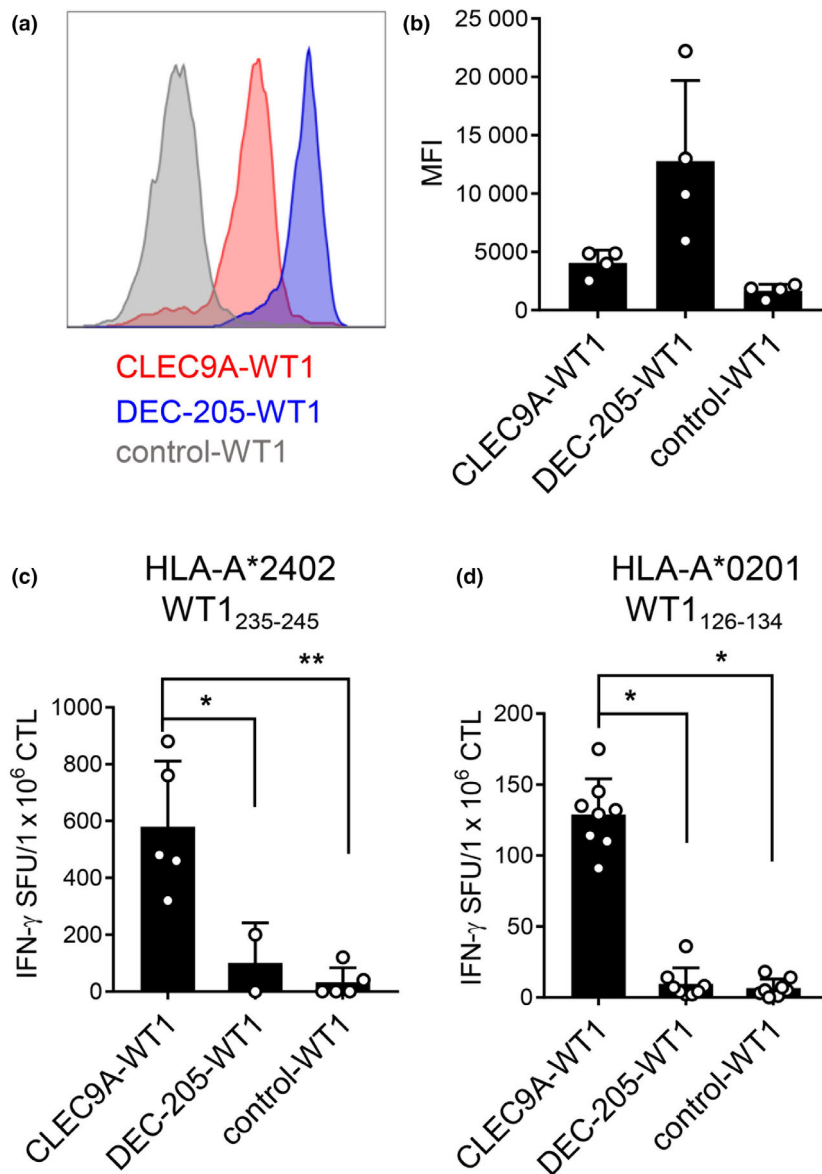 (a)
CLEC9A-WT1
DEC-205-WT1
control-WT1
(b)
MFI
25 000
20 000
15 000
10 000
5000
0
CLEC9A-WT1
DEC-205-WT1
control-WT1
(c)
HLA-A*2402
WT1₂₃₅₋₂₄₅
IFN-γ SFU/1 x 10⁶ CTL
**
*
1000
800
600
400
200
0
CLEC9A-WT1
DEC-205-WT1
control-WT1
(d)
HLA-A*0201
WT1₁₂₆₋₁₃₄
IFN-γ SFU/1 x 10⁶ CTL
*
*
200
150
100
50
0
CLEC9A-WT1
DEC-205-WT1
control-WT1